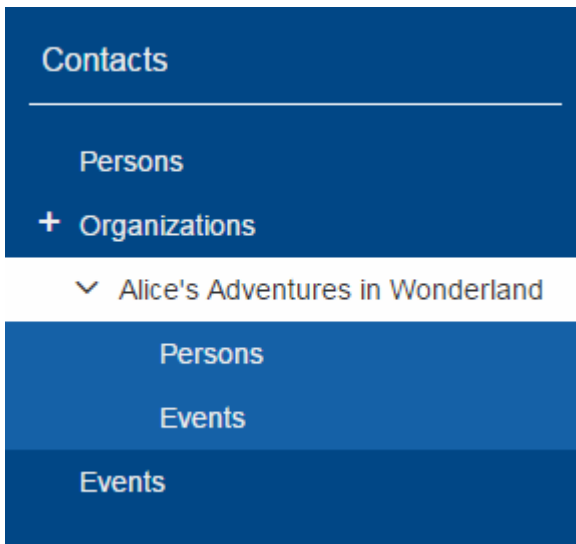 Contacts
Persons
+ Organizations
Alice's Adventures in Wonderland
Persons
Events
Events